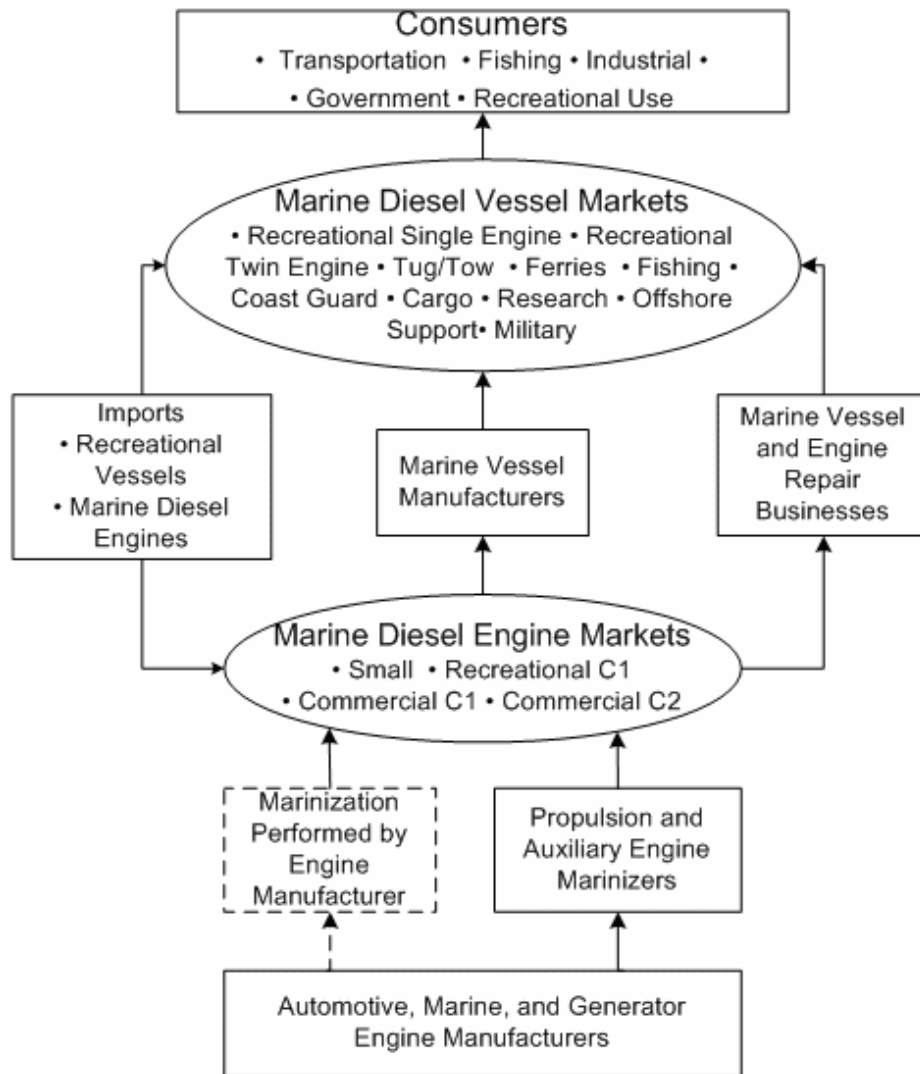 Consumers
• Transportation • Fishing • Industrial •
• Government • Recreational Use
Marine Diesel Vessel Markets
• Recreational Single Engine • Recreational
Twin Engine • Tug/Tow • Ferries • Fishing •
Coast Guard • Cargo • Research • Offshore
Support• Military
Imports
• Recreational
Vessels
• Marine Diesel
Engines
Marine Vessel
Manufacturers
Marine Vessel
and Engine
Repair
Businesses
Marine Diesel Engine Markets
• Small • Recreational C1
• Commercial C1 • Commercial C2
Marinization
Performed by
Engine
Manufacturer
Propulsion and
Auxiliary Engine
Marinizers
Automotive, Marine, and Generator
Engine Manufacturers